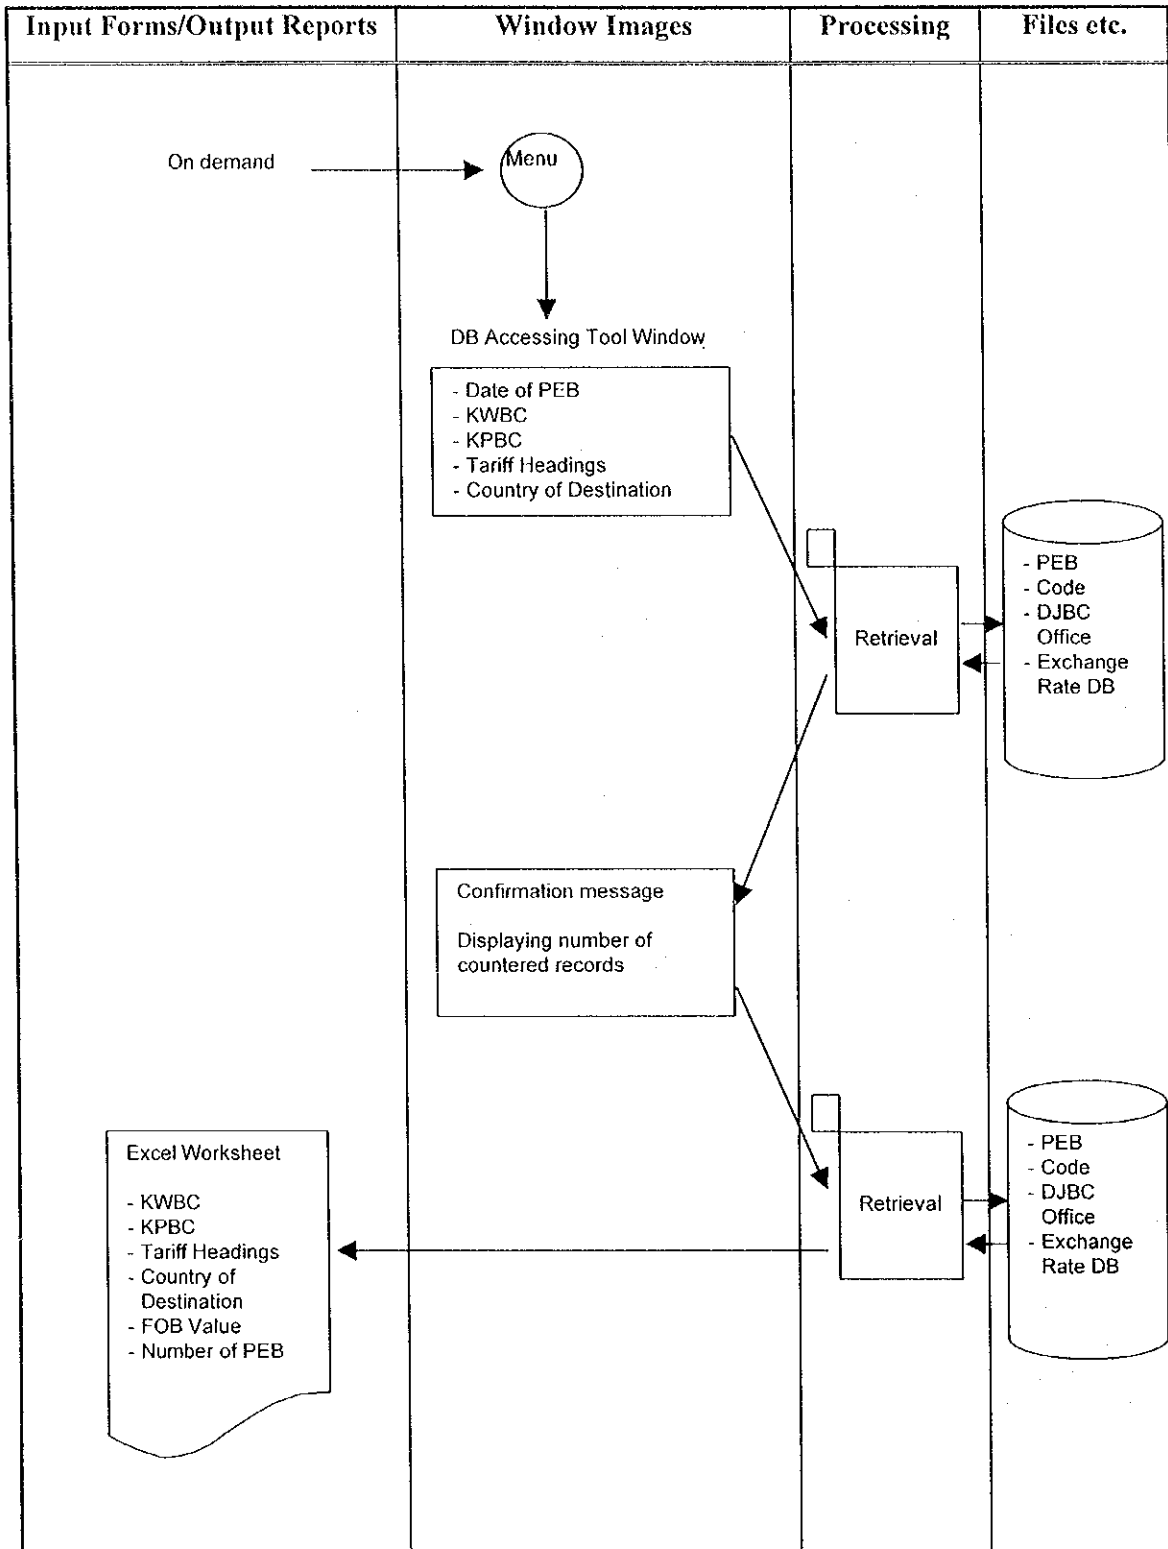 Input Forms/Output Reports
Window Images
Processing
Files etc.
On demand
Menu
DB Accessing Tool Window
- Date of PEB
- KWBC
- KPBC
- Tariff Headings
- Country of Destination
Retrieval
- PEB
- Code
- DJBC
Office
- Exchange
Rate DB
Confirmation message
Displaying number of
countered records
Excel Worksheet
- KWBC
- KPBC
- Tariff Headings
- Country of
Destination
- FOB Value
- Number of PEB
Retrieval
- PEB
- Code
- DJBC
Office
- Exchange
Rate DB